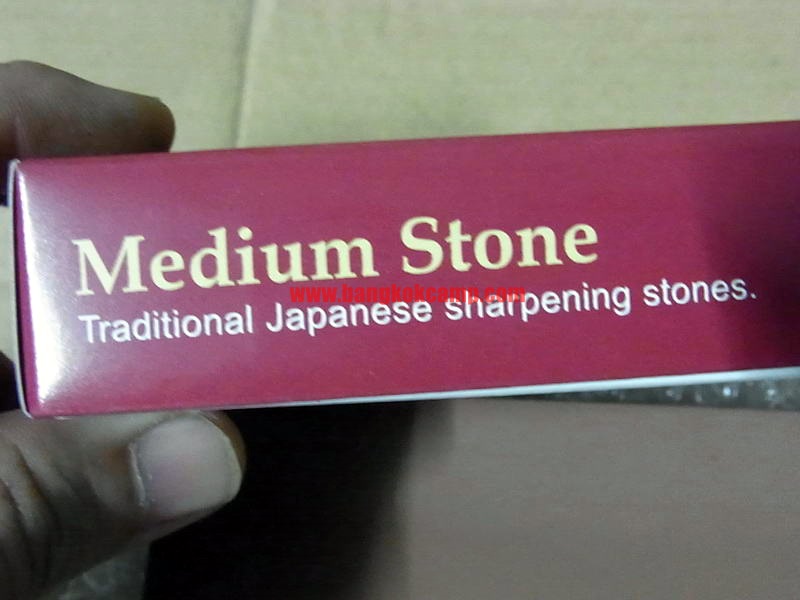 Medium Stone
www.bangkokcamp.com
Traditional Japanese sharpening stones.